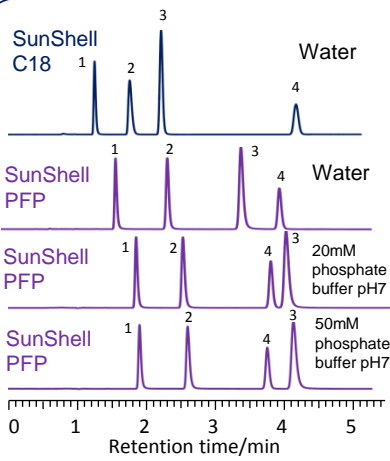 SunShell
C18
1
2
3
4
Water
SunShell
PFP
1
2
3
4
Water
SunShell
PFP
1
2
4
3
20mM
phosphate
buffer pH7
SunShell
PFP
1
2
4
3
50mM
phosphate
buffer pH7
0 1 2 3 4 5
Retention time/min